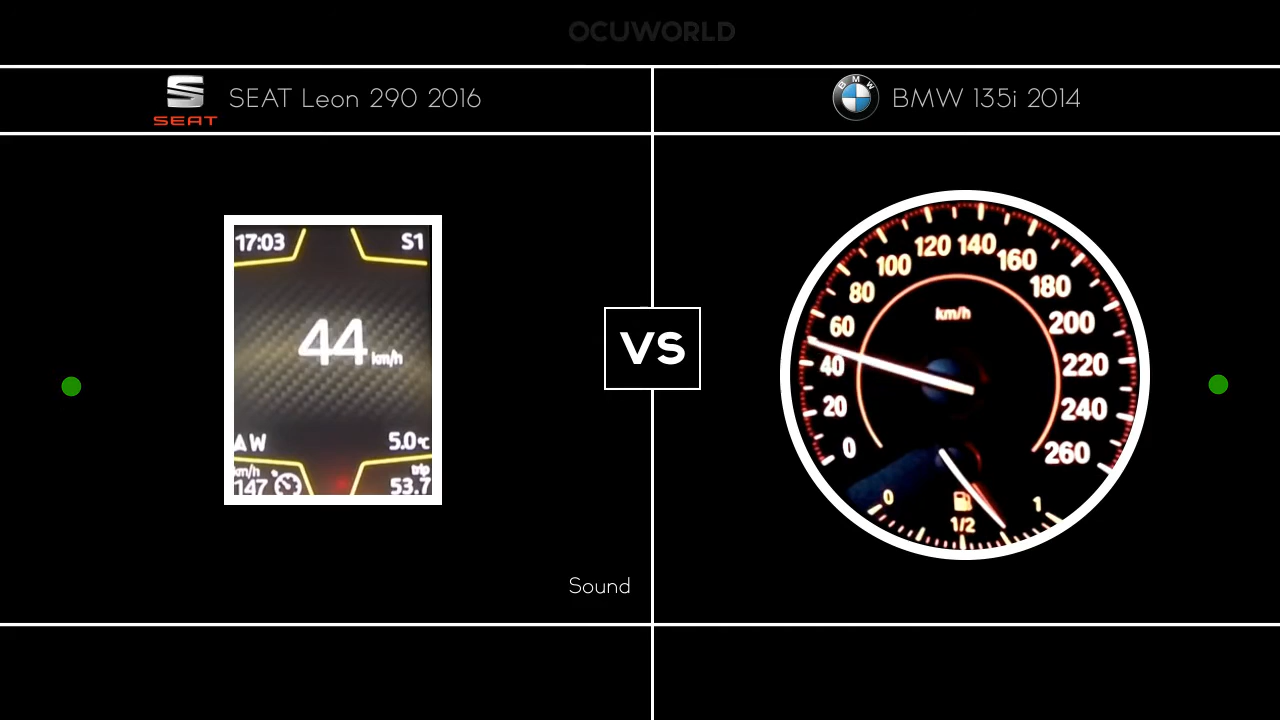 OCUWORLD
SEAT
SEAT Leon 290 2016
BMW
BMW 135i 2014
17:03 S1
44 km/h
AW 5.0°C
km/h trip
147 53.7
VS
0 20 40 60 80 100 120 140 160 180 200 220 240 260
km/h
0 1/2 1
Sound